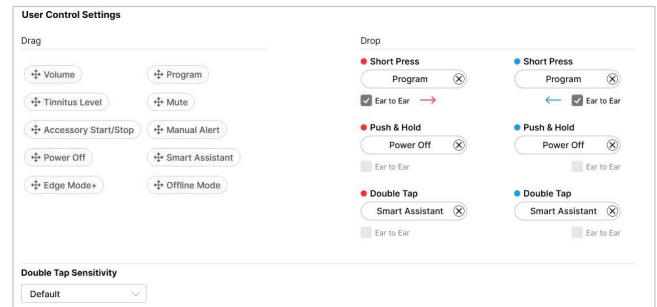 User Control Settings
Drag
Drop
Volume
Program
Tinnitus Level
Mute
Accessory Start/Stop
Manual Alert
Power Off
Smart Assistant
Edge Mode+
Offline Mode
Short Press
Short Press
Program
Program
Ear to Ear
Ear to Ear
Push & Hold
Push & Hold
Power Off
Power Off
Ear to Ear
Ear to Ear
Double Tap
Double Tap
Smart Assistant
Smart Assistant
Ear to Ear
Ear to Ear
Double Tap Sensitivity
Default